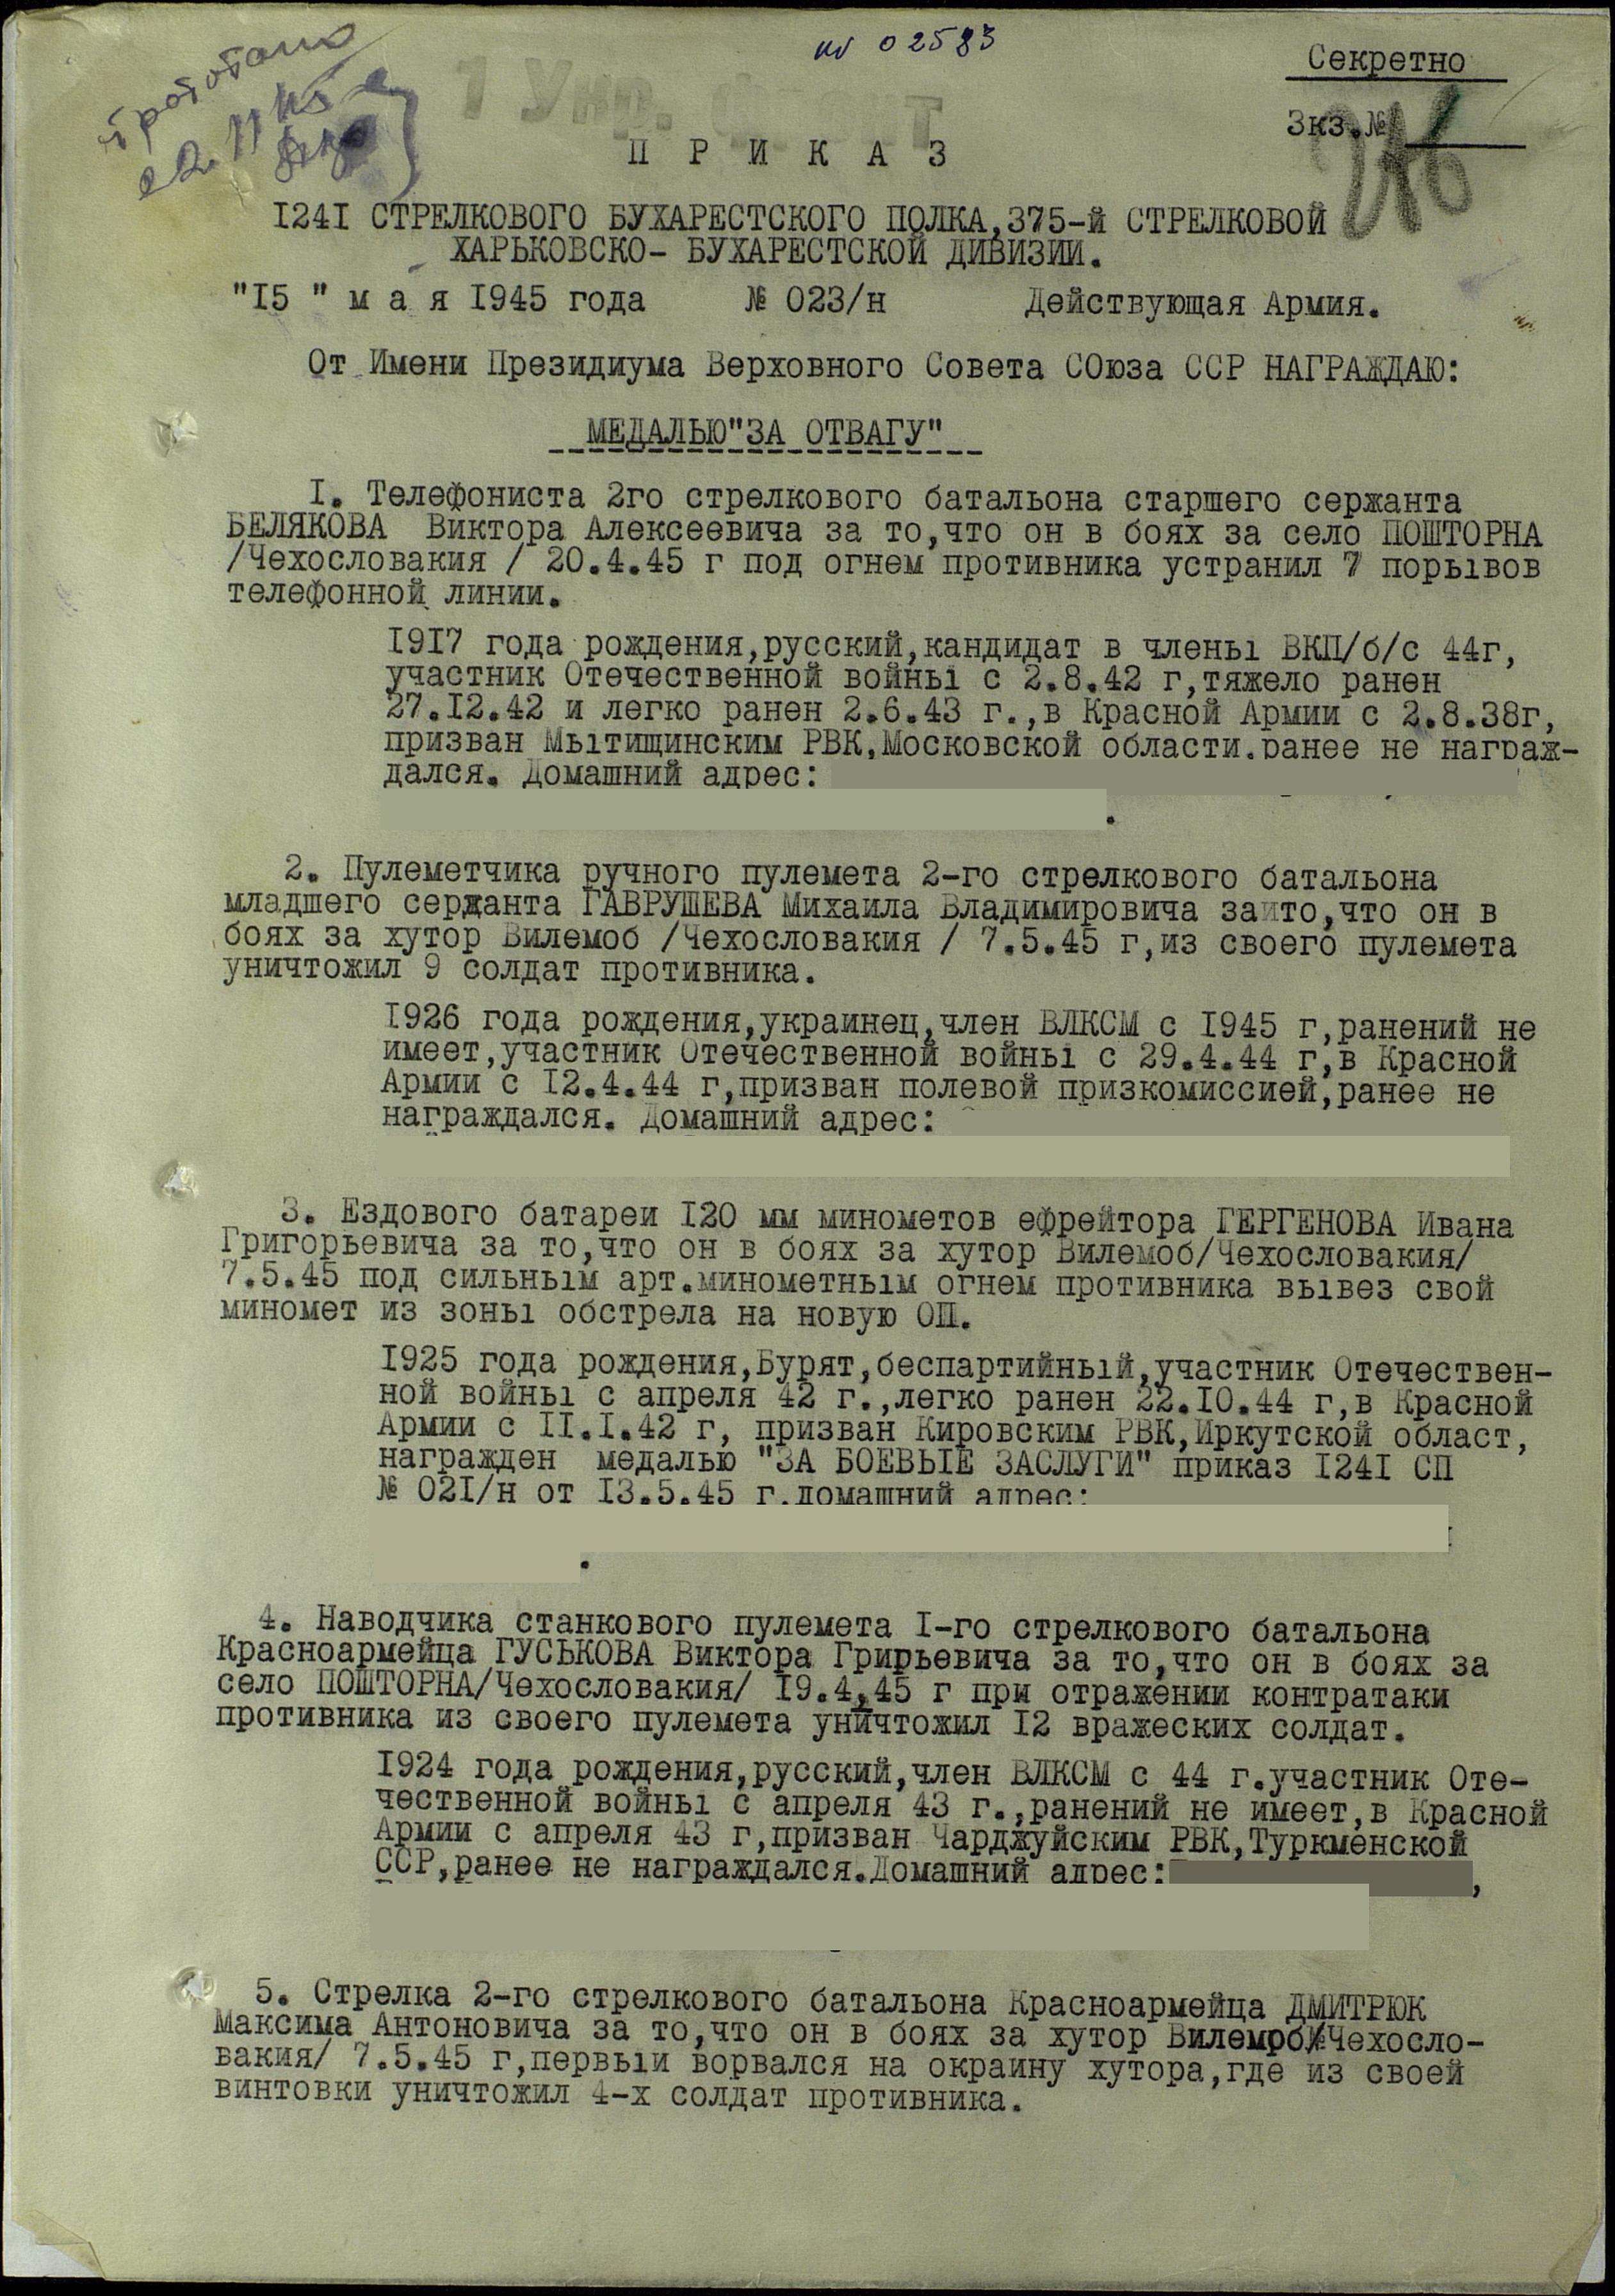 № 02583
Секретно
Экз.№
1 Упр.
П Р И К А З
I24I СТРЕЛКОВОГО БУХАРЕСТСКОГО ПОЛКА,375-й СТРЕЛКОВОЙ
ХАРЬКОВСКО- БУХАРЕСТСКОЙ ДИВИЗИИ.
"I5 " м а я I945 года № 023/н Действующая Армия.
От Имени Президиума Верховного Совета СОюза ССР НАГРАЖДАЮ:
МЕДАЛЬЮ"ЗА ОТВАГУ"
I. Телефониста 2го стрелкового батальона старшего сержанта
БЕЛЯКОВА Виктора Алексеевича за то,что он в боях за село ПОШТОРНА
/Чехословакия / 20.4.45 г под огнем противника устранил 7 порывов
телефонной линии.
I9I7 года рождения,русский,кандидат в члены ВКП/б/с 44г,
участник Отечественной войны с 2.8.42 г,тяжело ранен
27.I2.42 и легко ранен 2.6.43 г.,в Красной Армии с 2.8.38г,
призван Мытищинским РВК,Московской области.ранее не награж-
дался. Домашний адрес:
.
2. Пулеметчика ручного пулемета 2-го стрелкового батальона
младшего сержанта ГАВРУШЕВА Михаила Владимировича заито,что он в
боях за хутор Вилемоб /Чехословакия / 7.5.45 г,из своего пулемета
уничтожил 9 солдат противника.
I926 года рождения,украинец,член ВЛКСМ с I945 г,ранений не
имеет,участник Отечественной войны с 29.4.44 г,в Красной
Армии с I2.4.44 г,призван полевой призкомиссией,ранее не
награждался. Домашний адрес:
3. Ездового батареи I20 мм минометов ефрейтора ГЕРГЕНОВА Ивана
Григорьевича за то,что он в боях за хутор Вилемоб/Чехословакия/
7.5.45 под сильным арт.минометным огнем противника вывез свой
миномет из зоны обстрела на новую ОП.
I925 года рождения,Бурят,беспартийный,участник Отечествен-
ной войны с апреля 42 г.,легко ранен 22.I0.44 г,в Красной
Армии с II.I.42 г, призван Кировским РВК,Иркутской област,
награжден медалью "ЗА БОЕВЫЕ ЗАСЛУГИ" приказ I24I СП
№ 02I/н от I3.5.45 г.домашний адрес:
.
4. Наводчика станкового пулемета I-го стрелкового батальона
Красноармейца ГУСЬКОВА Виктора Григьевича за то,что он в боях за
село ПОШТОРНА/Чехословакия/ I9.4.45 г при отражении контратаки
противника из своего пулемета уничтожил I2 вражеских солдат.
I924 года рождения,русский,член ВЛКСМ с 44 г.участник Оте-
чественной войны с апреля 43 г.,ранений не имеет,в Красной
Армии с апреля 43 г,призван Чарджуйским РВК,Туркменской
ССР,ранее не награждался.Домашний адрес: ,
5. Стрелка 2-го стрелкового батальона Красноармейца ДМИТРЮК
Максима Антоновича за то,что он в боях за хутор Вилемоб/Чехосло-
вакия/ 7.5.45 г,первый ворвался на окраину хутора,где из своей
винтовки уничтожил 4-х солдат противника.